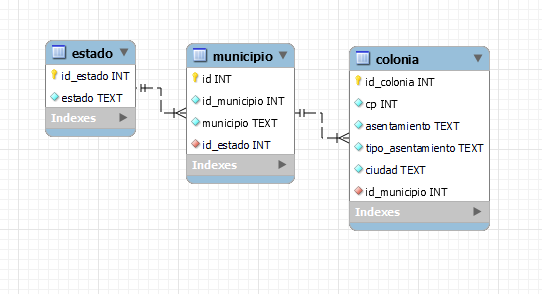 estado
id_estado INT
estado TEXT
Indexes
municipio
id INT
id_municipio INT
municipio TEXT
id_estado INT
Indexes
colonia
id_colonia INT
cp INT
asentamiento TEXT
tipo_asentamiento TEXT
ciudad TEXT
id_municipio INT
Indexes